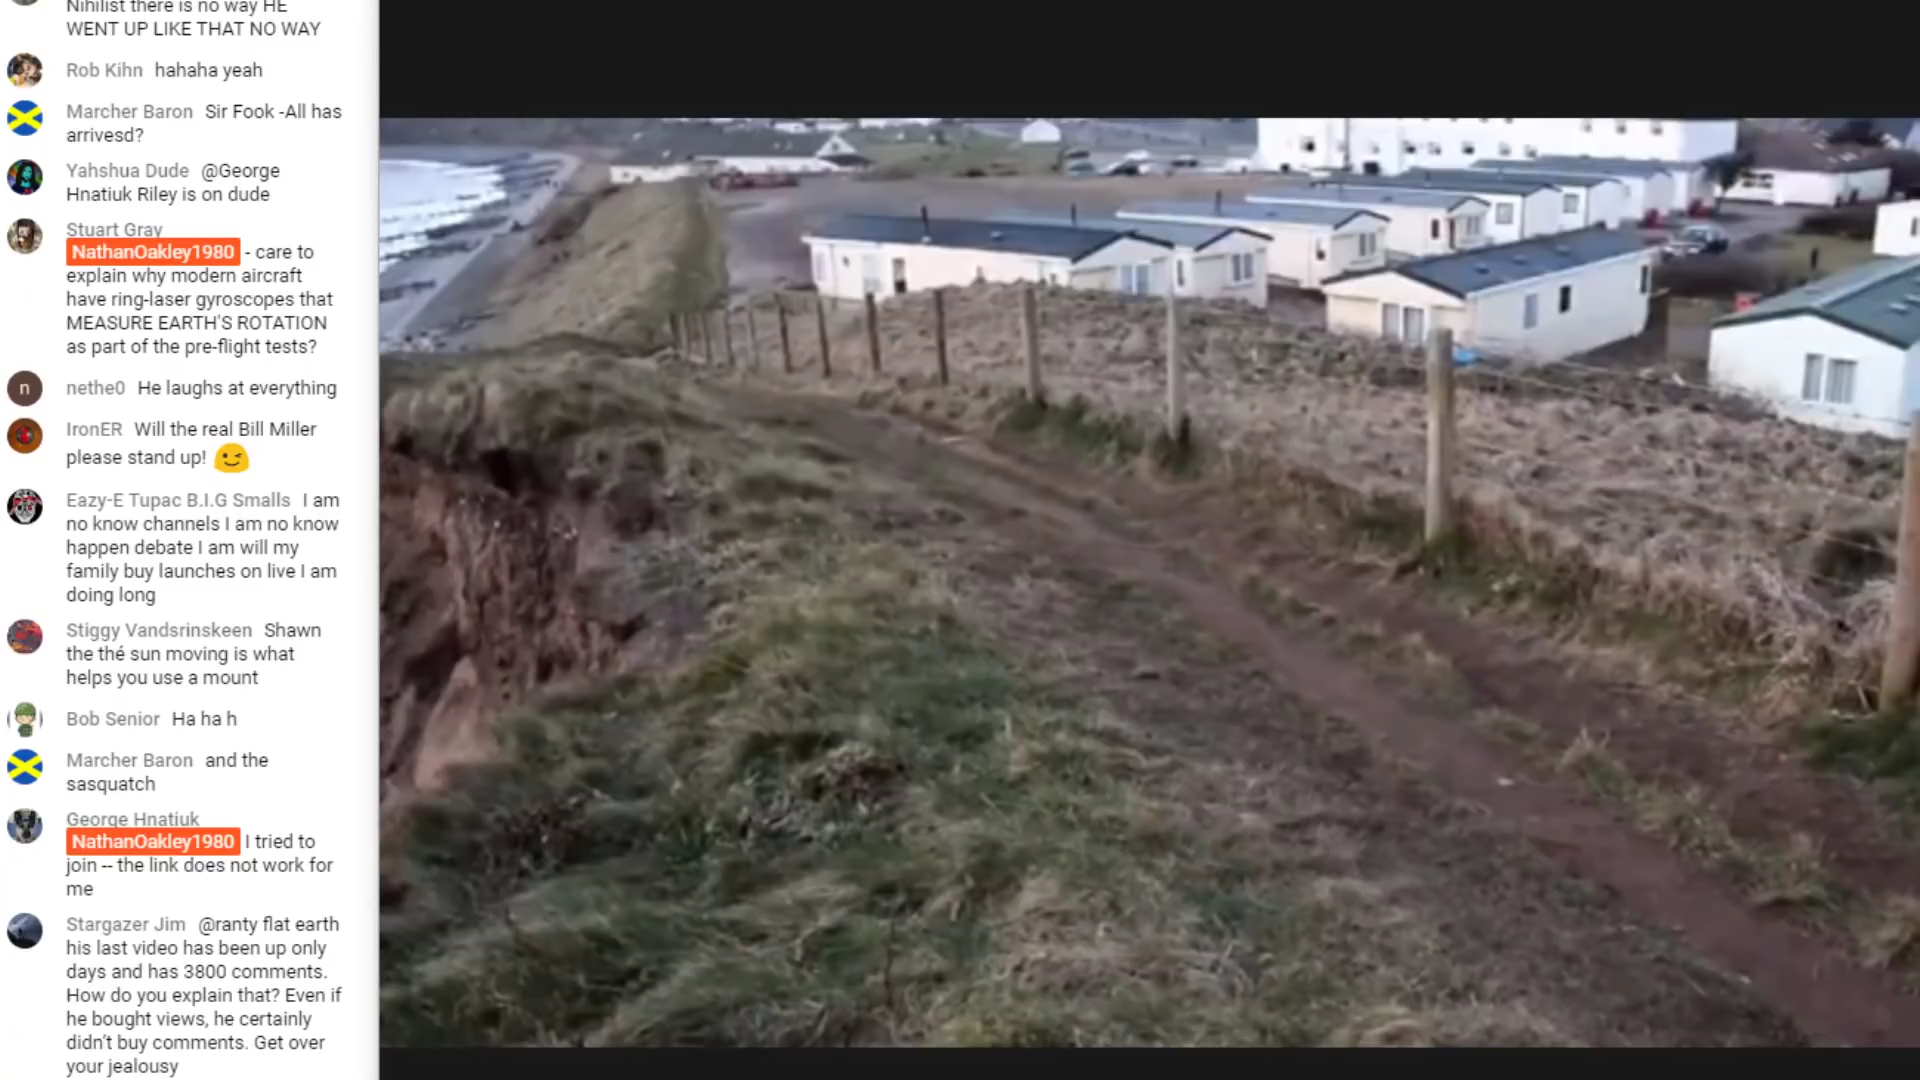 Nihilist there is no way HE
WENT UP LIKE THAT NO WAY
Rob Kihn hahaha yeah
Marcher Baron Sir Fook -All has
arrivesd?
Yahshua Dude @George
Hnatiuk Riley is on dude
Stuart Gray
NathanOakley1980 - care to
explain why modern aircraft
have ring-laser gyroscopes that
MEASURE EARTH'S ROTATION
as part of the pre-flight tests?
n
nethe0 He laughs at everything
IronER Will the real Bill Miller
please stand up! 😉
Eazy-E Tupac B.I.G Smalls I am
no know channels I am no know
happen debate I am will my
family buy launches on live I am
doing long
Stiggy Vandsrinskeen Shawn
the thé sun moving is what
helps you use a mount
Bob Senior Ha ha h
Marcher Baron and the
sasquatch
George Hnatiuk
NathanOakley1980 I tried to
join -- the link does not work for
me
Stargazer Jim @ranty flat earth
his last video has been up only
days and has 3800 comments.
How do you explain that? Even if
he bought views, he certainly
didn't buy comments. Get over
your jealousy